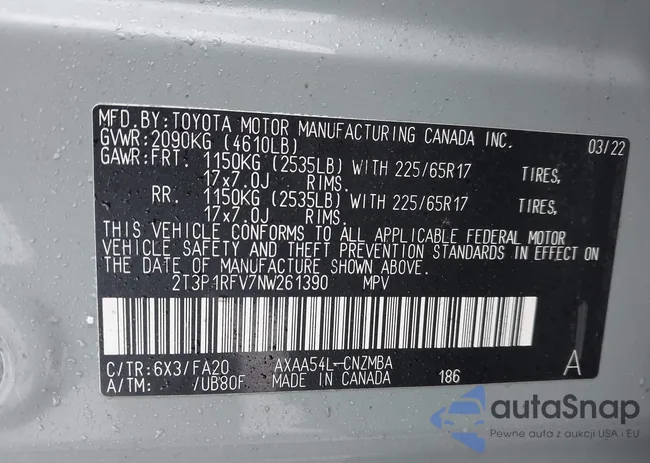 MFD.BY:TOYOTA MOTOR MANUFACTURING CANADA INC. 03/22
GVWR:2090KG (4610LB)
GAWR:FRT. 1150KG (2535LB) WITH 225/65R17 TIRES,
17x7.0J RIMS.
RR. 1150KG (2535LB) WITH 225/65R17 TIRES,
17x7.0J RIMS.
THIS VEHICLE CONFORMS TO ALL APPLICABLE FEDERAL MOTOR
VEHICLE SAFETY AND THEFT PREVENTION STANDARDS IN EFFECT ON
THE DATE OF MANUFACTURE SHOWN ABOVE.
2T3P1RFV7NW261390 MPV
C/TR:6X3/FA20 AXAA54L-CNZMBA A
A/TM: /UB80F MADE IN CANADA 186
autaSnap
Pewne auta z aukcji USA i EU